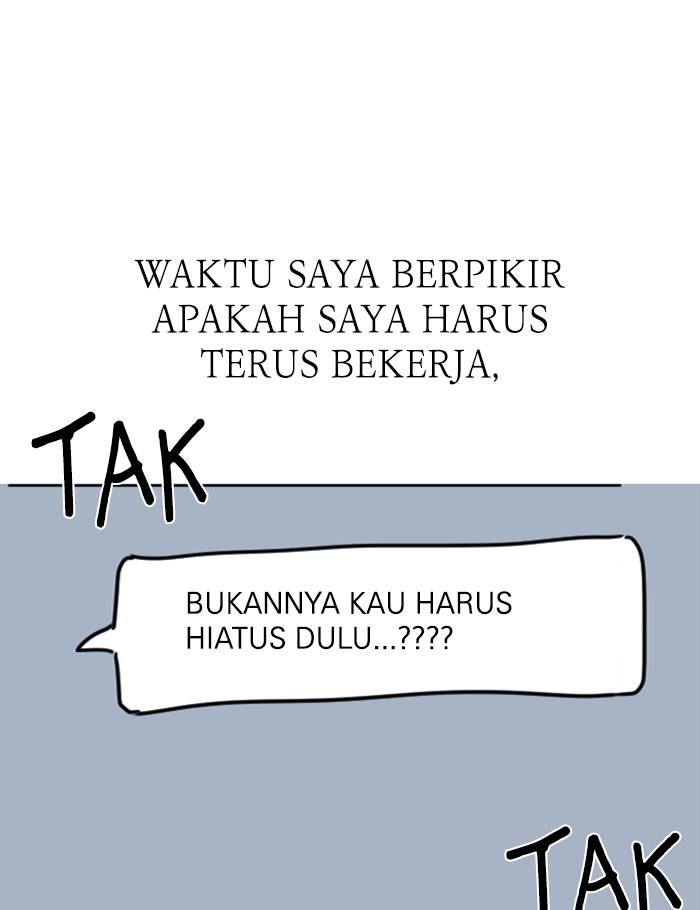 WAKTU SAYA BERPIKIR
APAKAH SAYA HARUS
TERUS BEKERJA,
TAK
BUKANNYA KAU HARUS
HIATUS DULU...????
TAK